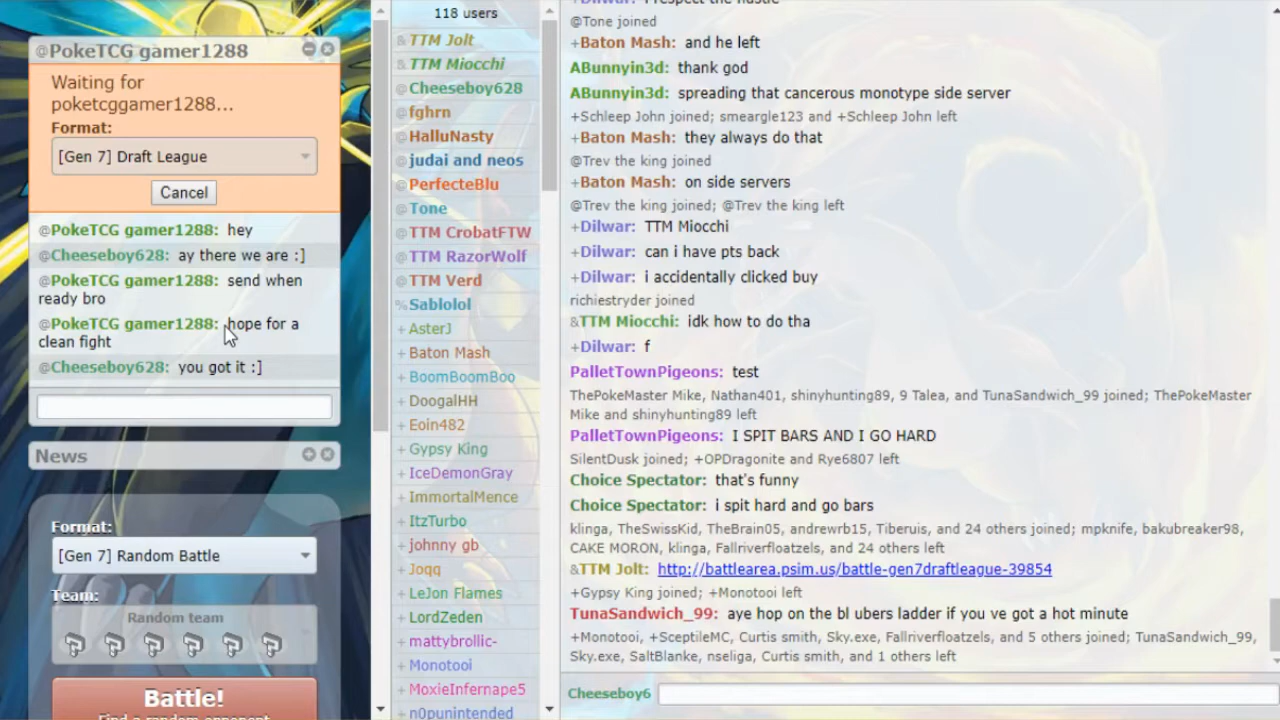 @PokeTCG gamer1288
Waiting for
poketcggamer1288...
Format:
[Gen 7] Draft League
Cancel
@PokeTCG gamer1288: hey
@Cheeseboy628: ay there we are :]
@PokeTCG gamer1288: send when
ready bro
@PokeTCG gamer1288: hope for a
clean fight
@Cheeseboy628: you got it :]
News
Format:
[Gen 7] Random Battle
Team:
Random team
Battle!
Find a random opponent
118 users
& TTM Jolt
& TTM Miocchi
@Cheeseboy628
@fghrn
@HalluNasty
@judai and neos
@PerfecteBlu
@Tone
@TTM CrobatFTW
@TTM RazorWolf
@TTM Verd
%Sablolol
+ AsterJ
+ Baton Mash
+ BoomBoomBoo
+ DoogalHH
+ Eoin482
+ Gypsy King
+ IceDemonGray
+ ImmortalMence
+ ItzTurbo
+ johnny gb
+ Joqq
+ LeJon Flames
+ LordZeden
+ mattybrollic-
+ Monotooi
+ MoxieInfernape5
+ n0punintended
@Tone joined
+Baton Mash: and he left
ABunnyin3d: thank god
ABunnyin3d: spreading that cancerous monotype side server
+Schleep John joined; smeargle123 and +Schleep John left
+Baton Mash: they always do that
@Trev the king joined
+Baton Mash: on side servers
@Trev the king joined; @Trev the king left
+Dilwar: TTM Miocchi
+Dilwar: can i have pts back
+Dilwar: i accidentally clicked buy
richiestryder joined
&TTM Miocchi: idk how to do tha
+Dilwar: f
PalletTownPigeons: test
ThePokeMaster Mike, Nathan401, shinyhunting89, 9 Talea, and TunaSandwich_99 joined; ThePokeMaster
Mike and shinyhunting89 left
PalletTownPigeons: I SPIT BARS AND I GO HARD
SilentDusk joined; +OPDragonite and Rye6807 left
Choice Spectator: that's funny
Choice Spectator: i spit hard and go bars
klinga, TheSwissKid, TheBrain05, andrewrb15, Tiberuis, and 24 others joined; mpknife, bakubreaker98,
CAKE MORON, klinga, Fallriverfloatzels, and 24 others left
&TTM Jolt: http://battlearea.psim.us/battle-gen7draftleague-39854
+Gypsy King joined; +Monotooi left
TunaSandwich_99: aye hop on the bl ubers ladder if you ve got a hot minute
+Monotooi, +SceptileMC, Curtis smith, Sky.exe, Fallriverfloatzels, and 5 others joined; TunaSandwich_99,
Sky.exe, SaltBlanke, nseliga, Curtis smith, and 1 others left
Cheeseboy6